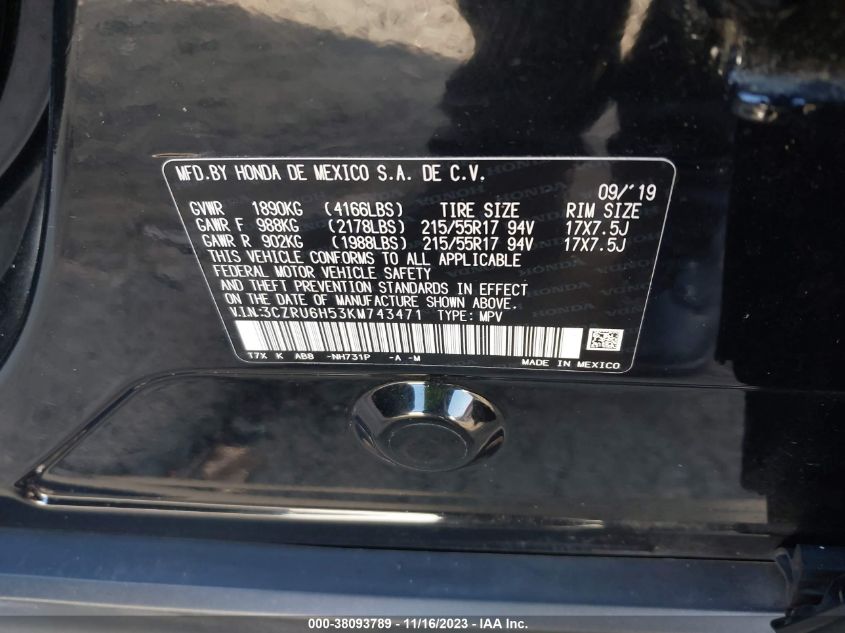 MFD.BY HONDA DE MEXICO S.A. DE C.V.
09/'19
GVWR 1890KG (4166LBS) TIRE SIZE RIM SIZE
GAWR F 988KG (2178LBS) 215/55R17 94V 17X7.5J
GAWR R 902KG (1988LBS) 215/55R17 94V 17X7.5J
THIS VEHICLE CONFORMS TO ALL APPLICABLE
FEDERAL MOTOR VEHICLE SAFETY
AND THEFT PREVENTION STANDARDS IN EFFECT
ON THE DATE OF MANUFACTURE SHOWN ABOVE.
V.I.N:3CZRU6H53KM743471 TYPE: MPV
T7X K ABB -NH731P -A -M
MADE IN MEXICO
000-38093789 - 11/16/2023 - IAA Inc.